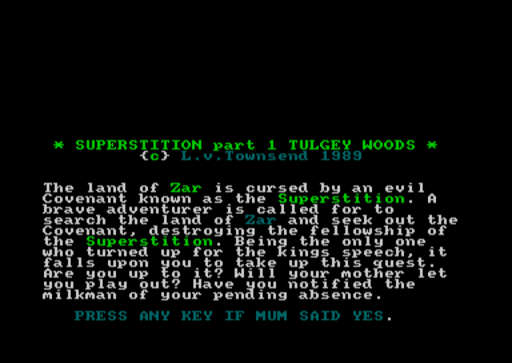 * SUPERSTITION part 1 TULGEY WOODS *
{c} L.v.Townsend 1989
The land of Zar is cursed by an evil
Covenant known as the Superstition. A
brave adventurer is called for to
search the land of Zar and seek out the
Covenant, destroying the fellowship of
the Superstition. Being the only one
who turned up for the kings speech, it
falls upon you to take up this quest.
Are you up to it? Will your mother let
you play out? Have you notified the
milkman of your pending absence.
PRESS ANY KEY IF MUM SAID YES.